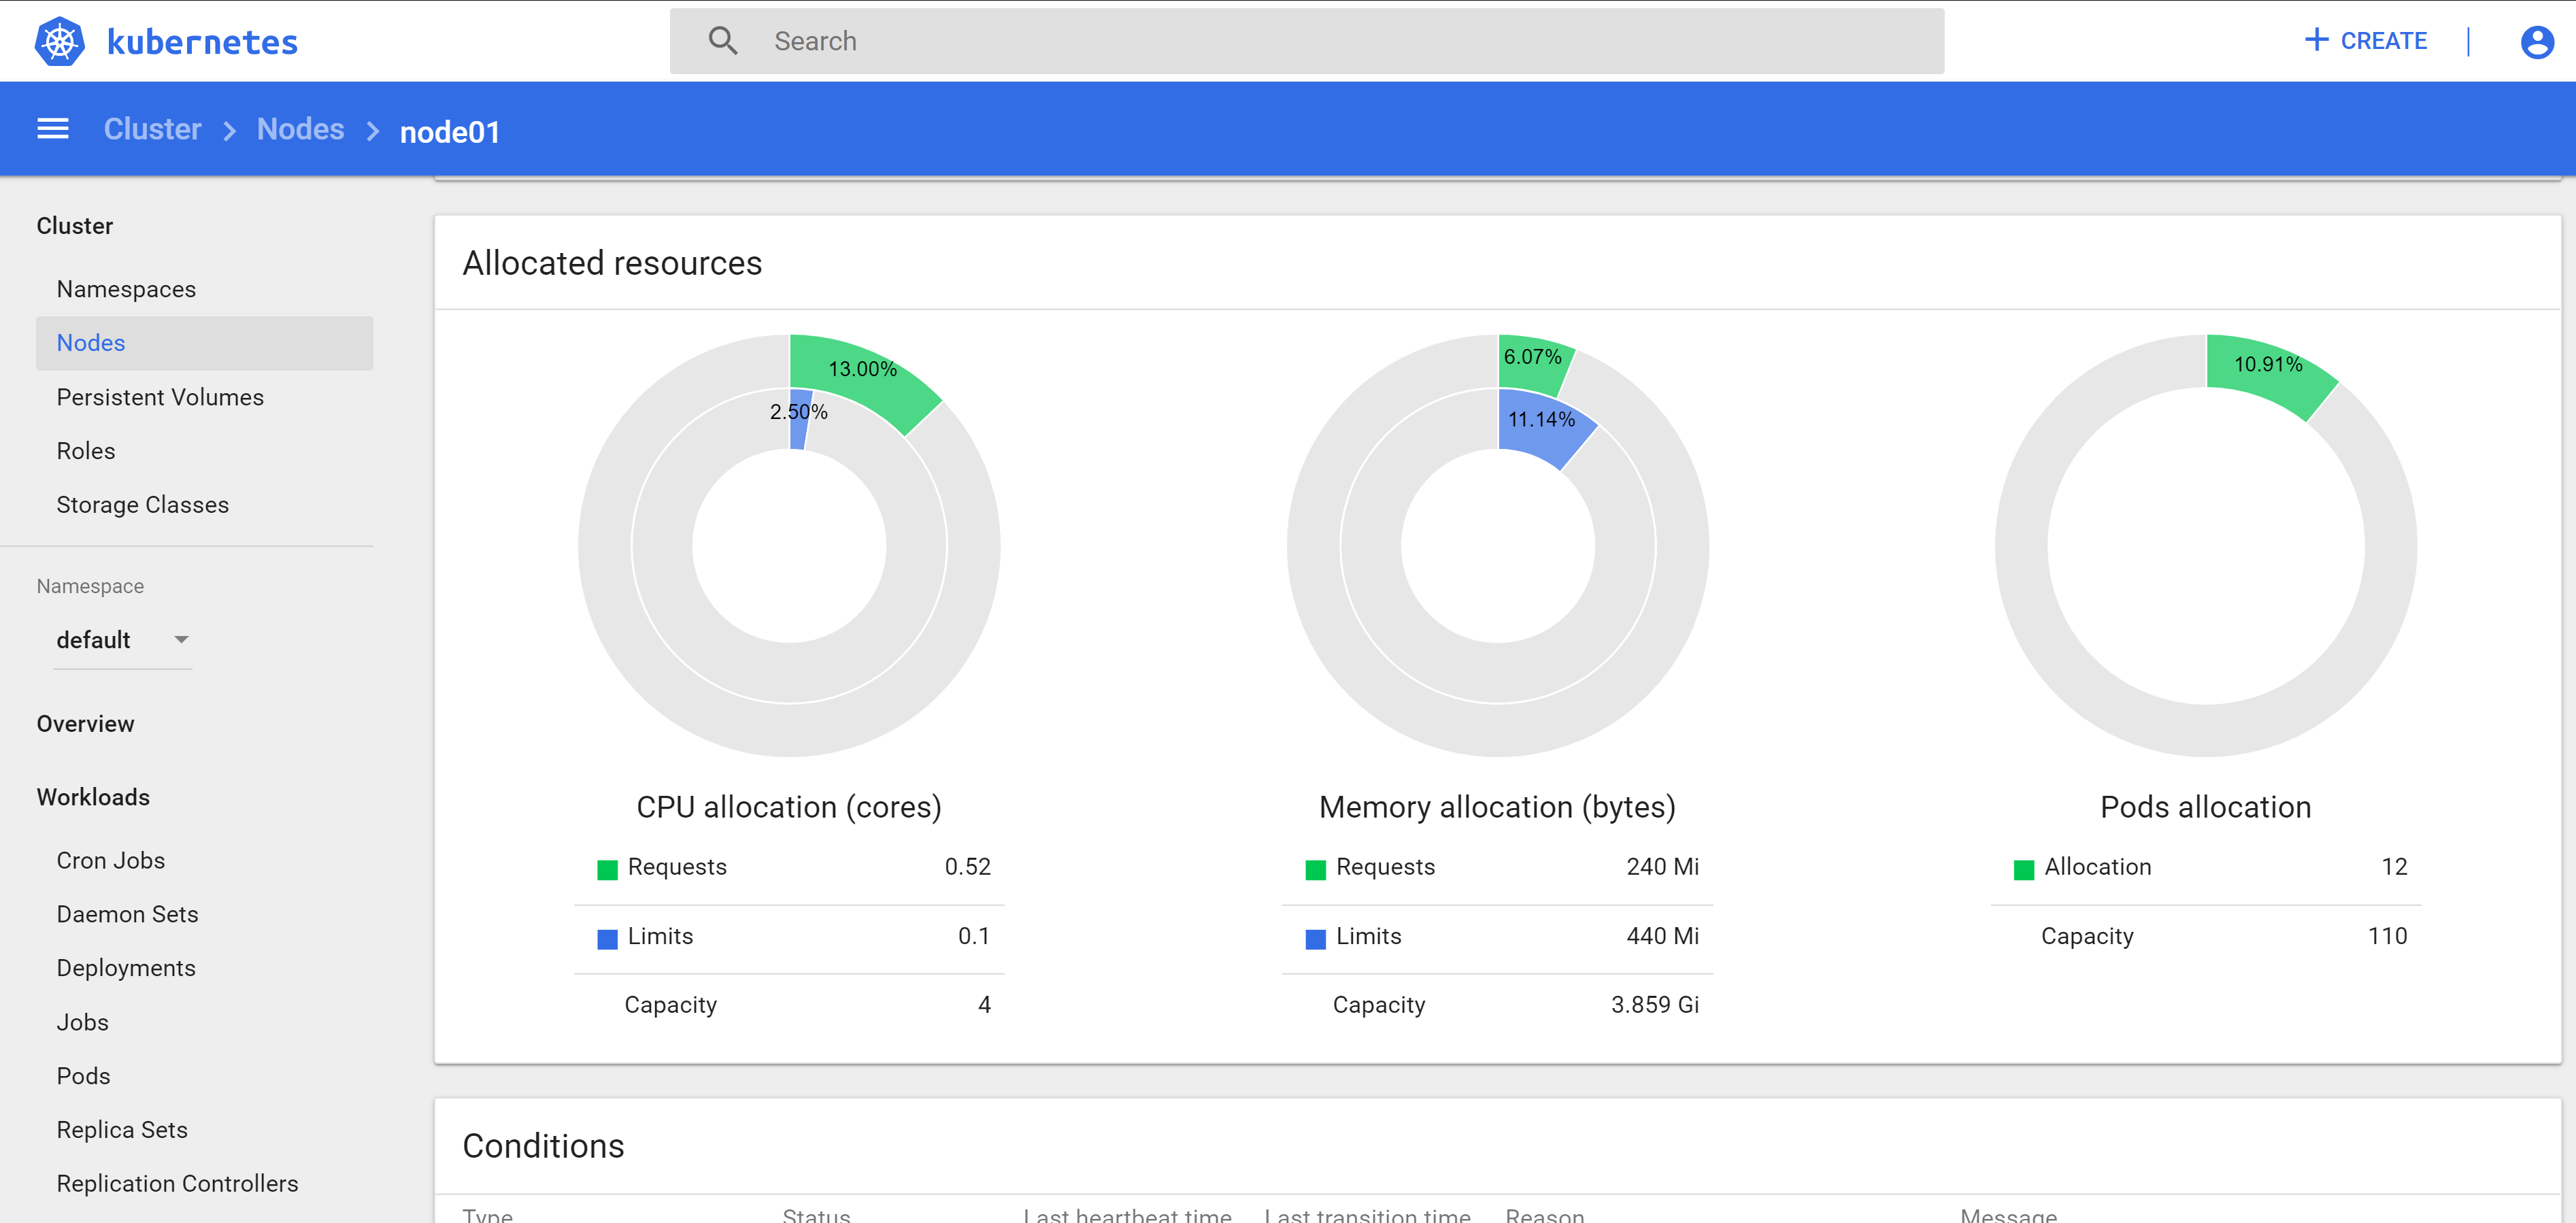 kubernetes
Search
+ CREATE |
Cluster > Nodes > node01
Cluster
Namespaces
Nodes
Persistent Volumes
Roles
Storage Classes
Namespace
default
Overview
Workloads
Cron Jobs
Daemon Sets
Deployments
Jobs
Pods
Replica Sets
Replication Controllers
Allocated resources
13.00%
2.50%
CPU allocation (cores)
Requests 0.52
Limits 0.1
Capacity 4
6.07%
11.14%
Memory allocation (bytes)
Requests 240 Mi
Limits 440 Mi
Capacity 3.859 Gi
10.91%
Pods allocation
Allocation 12
Capacity 110
Conditions
Type Status Last heartbeat time Last transition time Reason Message